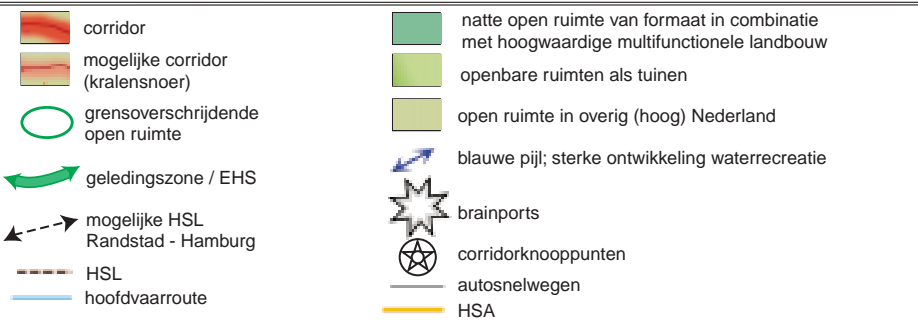 corridor
mogelijke corridor
(kralensnoer)
grensoverschrijdende
open ruimte
geledingszone / EHS
mogelijke HSL
Randstad - Hamburg
HSL
hoofdvaarroute
natte open ruimte van formaat in combinatie
met hoogwaardige multifunctionele landbouw
openbare ruimten als tuinen
open ruimte in overig (hoog) Nederland
blauwe pijl; sterke ontwikkeling waterrecreatie
brainports
corridorknooppunten
autosnelwegen
HSA